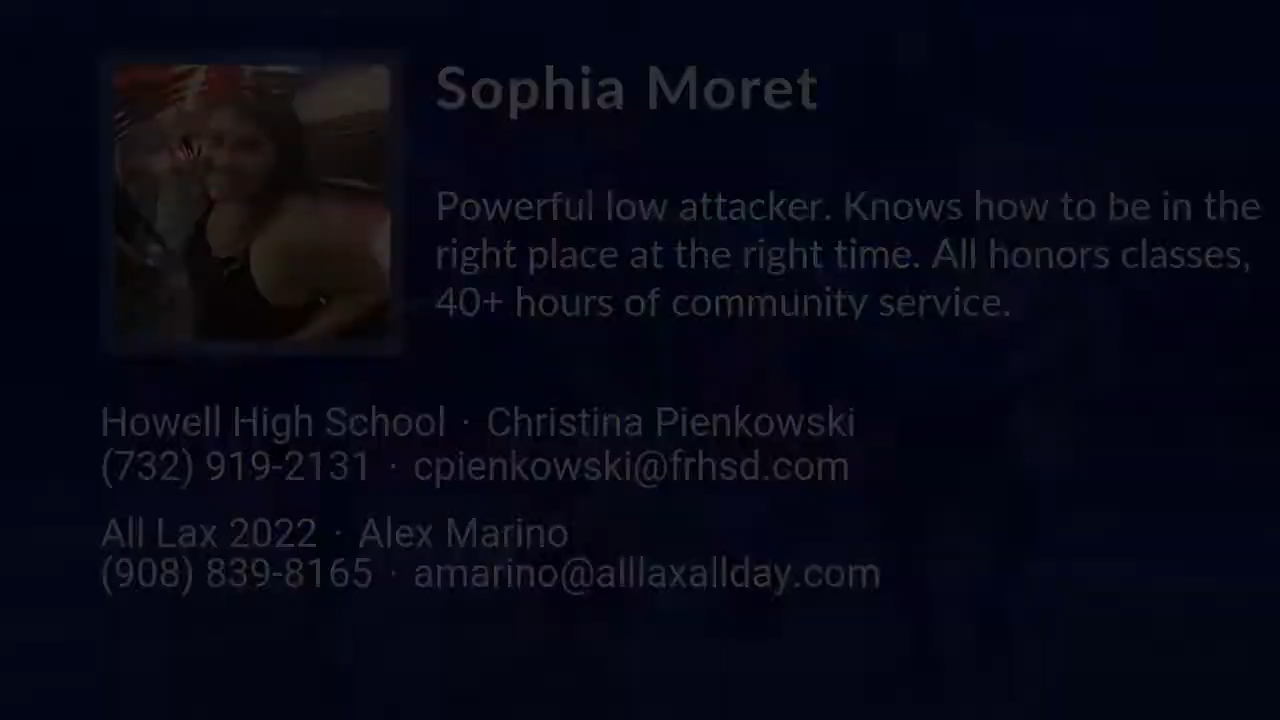 Sophia Moret
Powerful low attacker. Knows how to be in the
right place at the right time. All honors classes,
40+ hours of community service.
Howell High School · Christina Pienkowski
(732) 919-2131 · cpienkowski@frhsd.com
All Lax 2022 · Alex Marino
(908) 839-8165 · amarino@alllaxallday.com